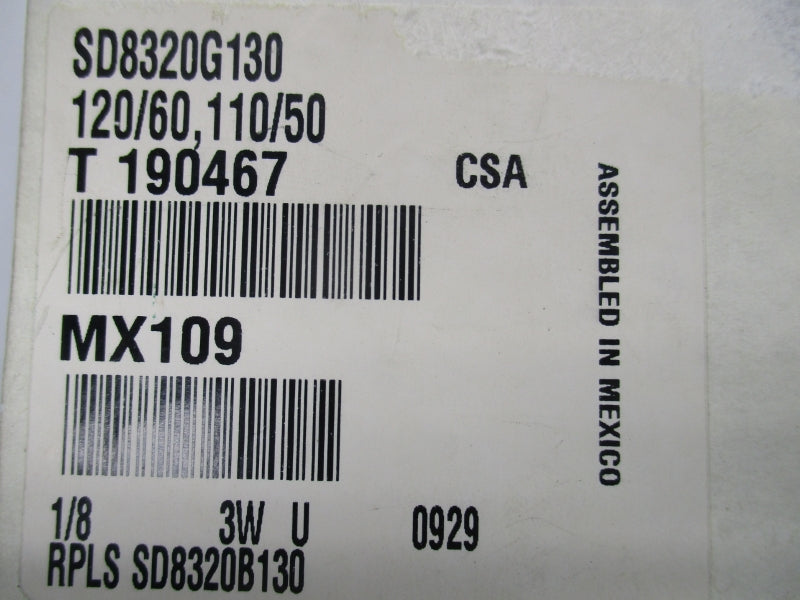 SD8320G130
120/60,110/50
T 190467 CSA
MX109
1/8 3W U 0929
RPLS SD8320B130
ASSEMBLED IN MEXICO